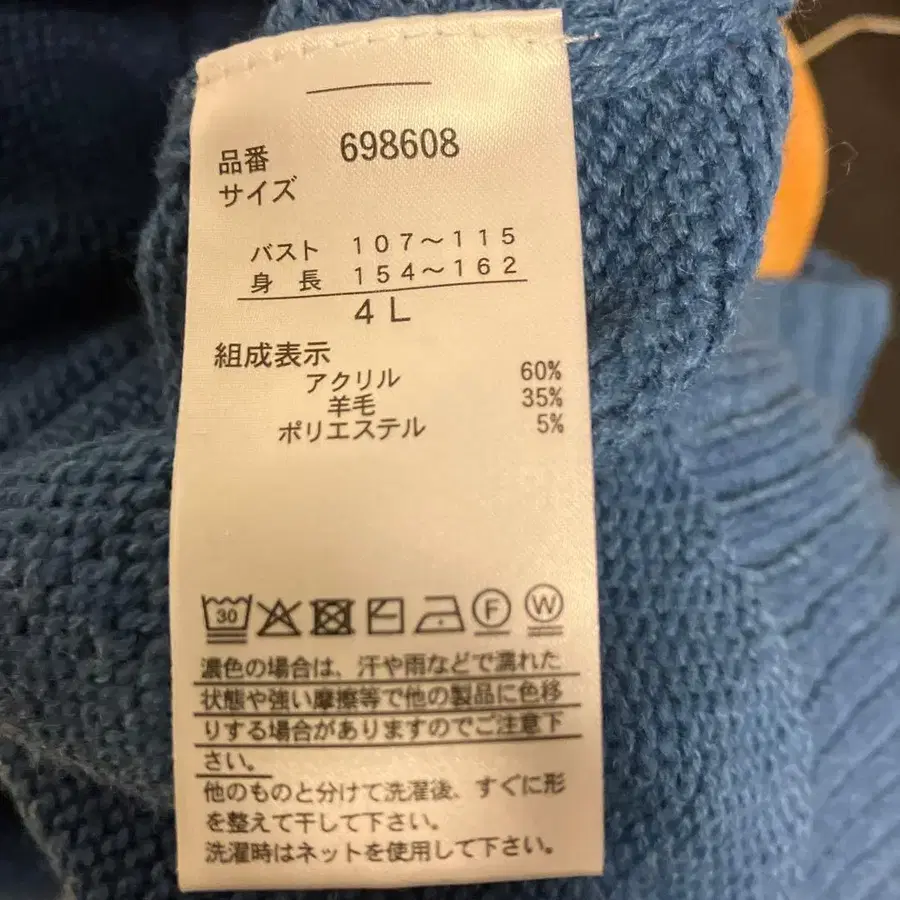 品番 698608
サイズ
バスト 107～115
身長 154～162
4L
組成表示
アクリル 60%
羊毛 35%
ポリエステル 5%
30 F W
濃色の場合は、汗や雨などで濡れた
状態や強い摩擦等で他の製品に色移
りする場合がありますのでご注意下
さい。
他のものと分けて洗濯後、すぐに形
を整えて干して下さい。
洗濯時はネットを使用して下さい。